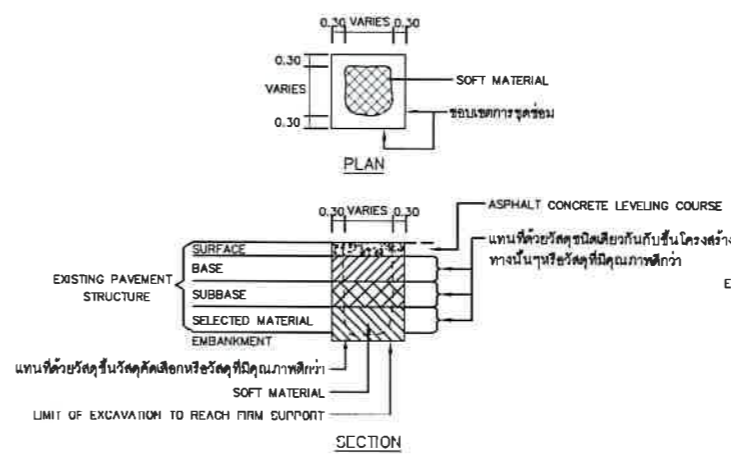 0.30 VARIES 0.30
0.30
VARIES
0.30
SOFT MATERIAL
ขอบเขตการขุดซ่อม
PLAN
0.30 VARIES 0.30
ASPHALT CONCRETE LEVELING COURSE
SURFACE
BASE
SUBBASE
SELECTED MATERIAL
EMBANKMENT
EXISTING PAVEMENT
STRUCTURE
แทนที่ด้วยวัสดุชนิดเดียวกันกับชั้นโครงสร้าง
ทางนั้นๆหรือวัสดุที่มีคุณภาพดีกว่า
E
แทนที่ด้วยวัสดุชั้นวัสดุคัดเลือกหรือวัสดุที่มีคุณภาพดีกว่า
SOFT MATERIAL
LIMIT OF EXCAVATION TO REACH FIRM SUPPORT
SECTION